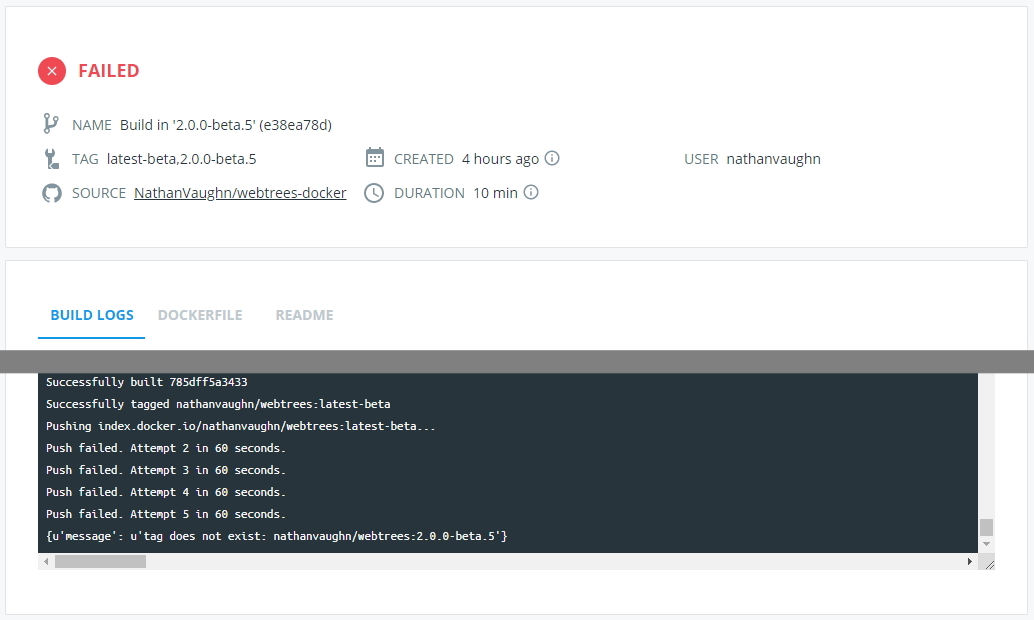 FAILED
NAME Build in '2.0.0-beta.5' (e38ea78d)
TAG latest-beta,2.0.0-beta.5 CREATED 4 hours ago USER nathanvaughn
SOURCE NathanVaughn/webtrees-docker DURATION 10 min
BUILD LOGS DOCKERFILE README
Successfully built 785dff5a3433
Successfully tagged nathanvaughn/webtrees:latest-beta
Pushing index.docker.io/nathanvaughn/webtrees:latest-beta...
Push failed. Attempt 2 in 60 seconds.
Push failed. Attempt 3 in 60 seconds.
Push failed. Attempt 4 in 60 seconds.
Push failed. Attempt 5 in 60 seconds.
{u'message': u'tag does not exist: nathanvaughn/webtrees:2.0.0-beta.5'}